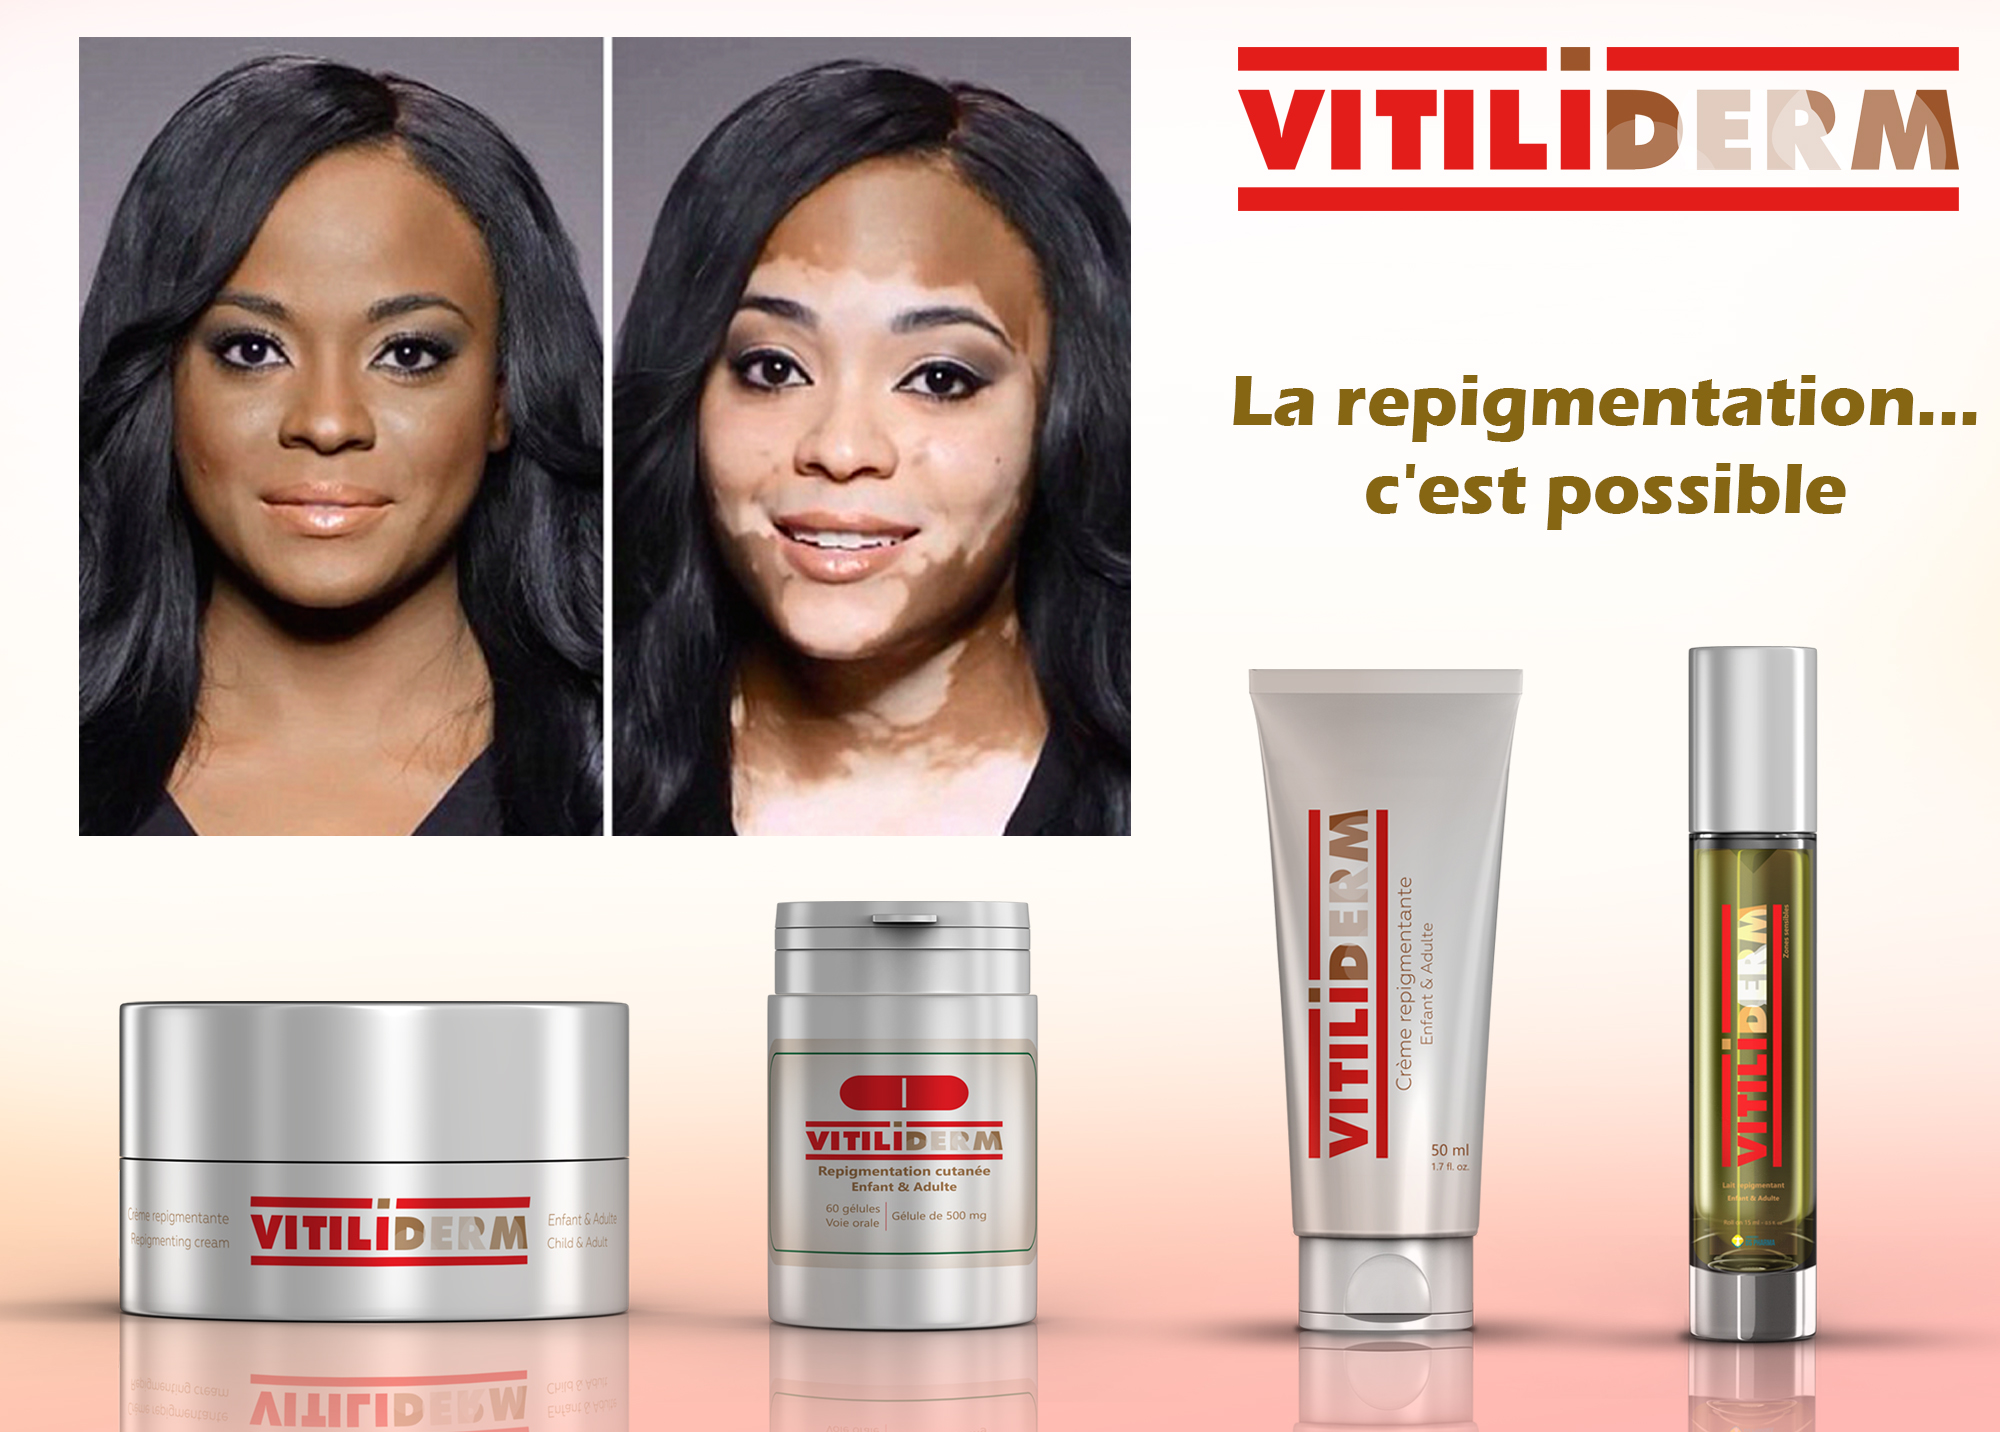 VITILIDERM
La repigmentation...
c'est possible
Crème repigmentante
Repigmenting cream
VITILIDERM
Enfant & Adulte
Child & Adult
VITILIDERM
Repigmentation cutanée
Enfant & Adulte
60 gélules
Voie orale
Gélule de 500 mg
VITILIDERM
Crème repigmentante
Enfant & Adulte
50 ml
1.7 fl. oz.
VITILIDERM
Zones sensibles
Lait repigmentant
Enfant & Adulte